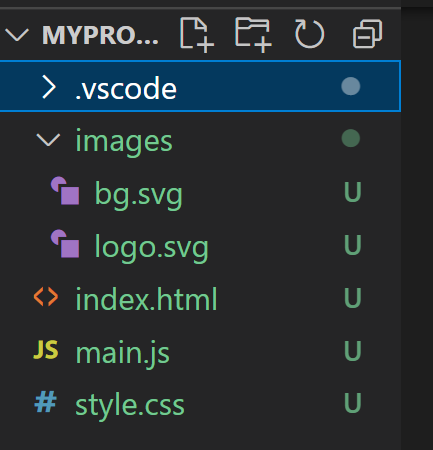 MYPRO...
.vscode
images
bg.svg U
logo.svg U
<> index.html U
JS main.js U
# style.css U